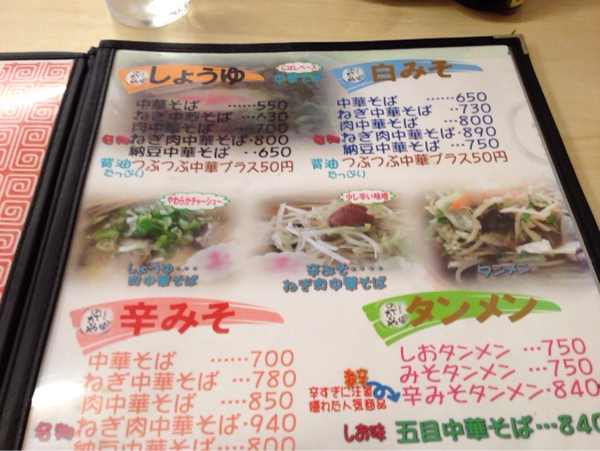 しょうゆ
にぼしベース
中華そば
中華そば ……550
ねぎ中華そば …630
肉中華そば ……700
名物 ねぎ肉中華そば・800
納豆中華そば ‥650
背油たっぷり つぶつぶ中華プラス50円
白みそ
中華そば ……650
ねぎ中華そば ‥730
肉中華そば ……800
名物 ねぎ肉中華そば・890
納豆中華そば …750
背油たっぷり つぶつぶ中華プラス50円
やわらかチャーシュー
しょうゆ‥‥
肉中華そば
少し辛い味噌
辛みそ‥‥
ねぎ肉中華そば
タンメン
辛みそ
中華そば ……700
ねぎ中華そば …780
肉中華そば ……850
名物 ねぎ肉中華そば・940
納豆中華そば …800
タンメン
しおタンメン …750
みそタンメン …750
辛すぎに注意
隠れた人気商品
辛みそタンメン・840
しお味 五目中華そば…840